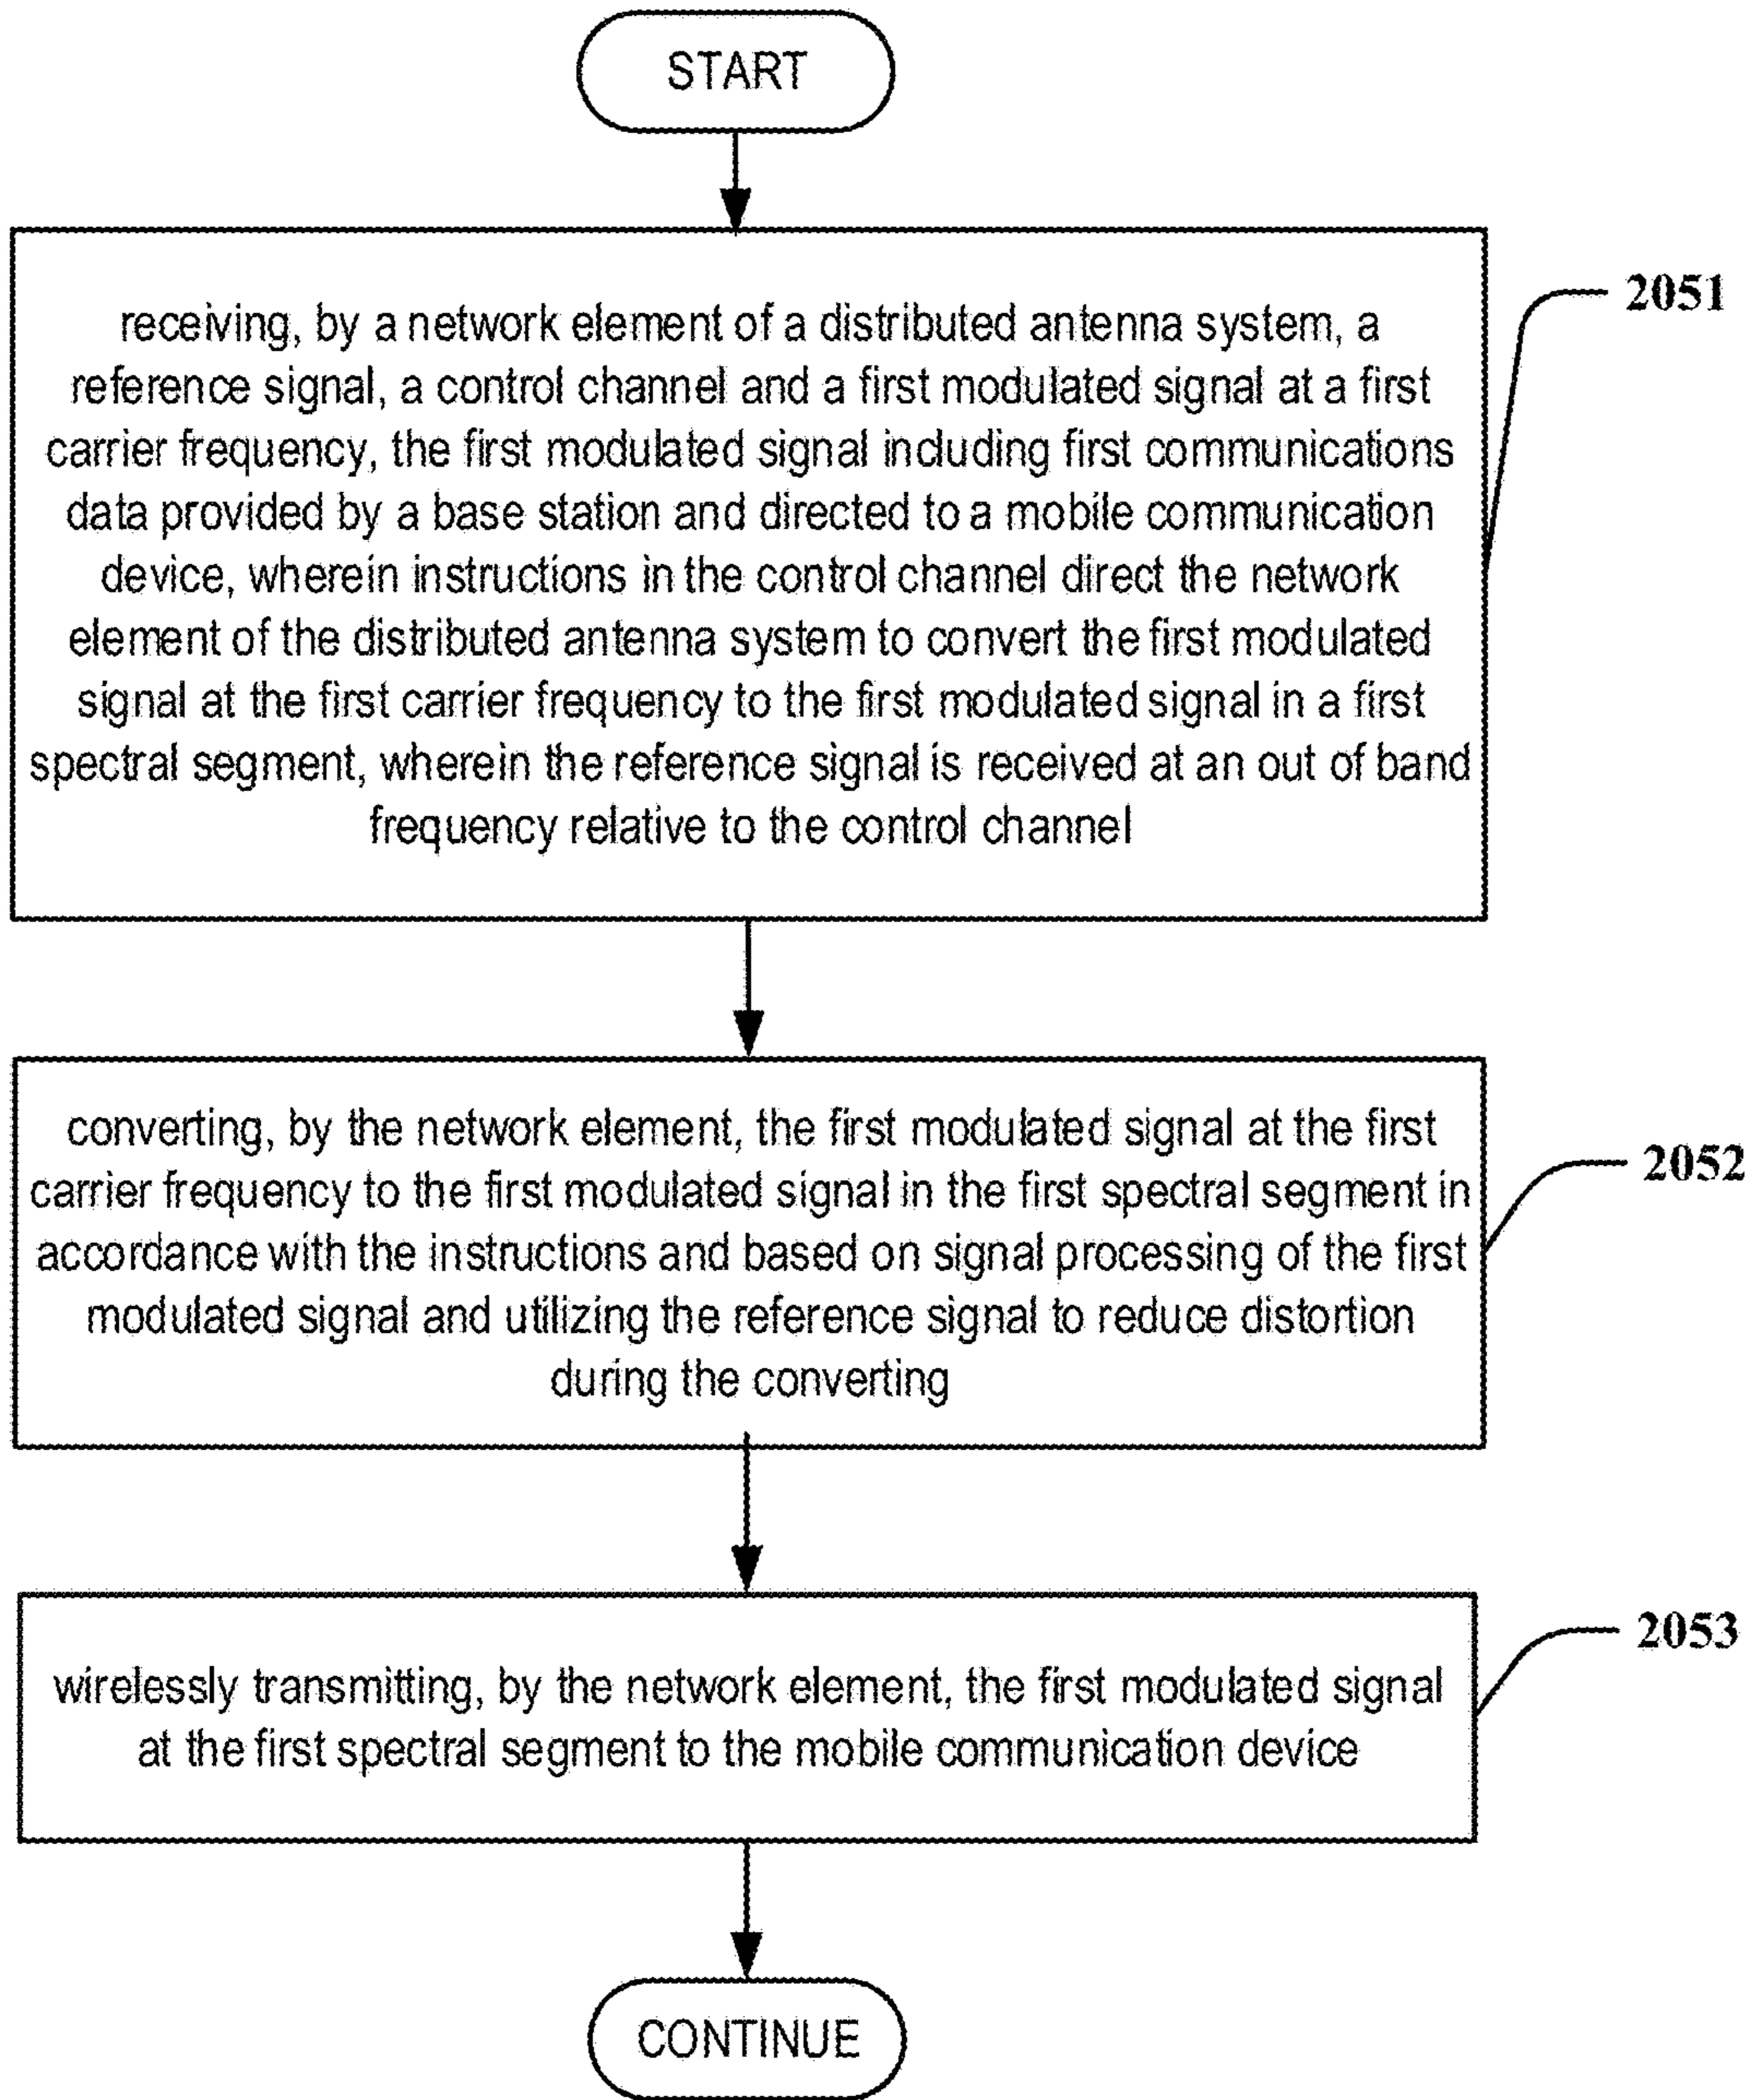 START
receiving, by a network element of a distributed antenna system, a
reference signal, a control channel and a first modulated signal at a first
carrier frequency, the first modulated signal including first communications
data provided by a base station and directed to a mobile communication
device, wherein instructions in the control channel direct the network
element of the distributed antenna system to convert the first modulated
signal at the first carrier frequency to the first modulated signal in a first
spectral segment, wherein the reference signal is received at an out of band
frequency relative to the control channel
2051
converting, by the network element, the first modulated signal at the first
carrier frequency to the first modulated signal in the first spectral segment in
accordance with the instructions and based on signal processing of the first
modulated signal and utilizing the reference signal to reduce distortion
during the converting
2052
wirelessly transmitting, by the network element, the first modulated signal
at the first spectral segment to the mobile communication device
2053
CONTINUE